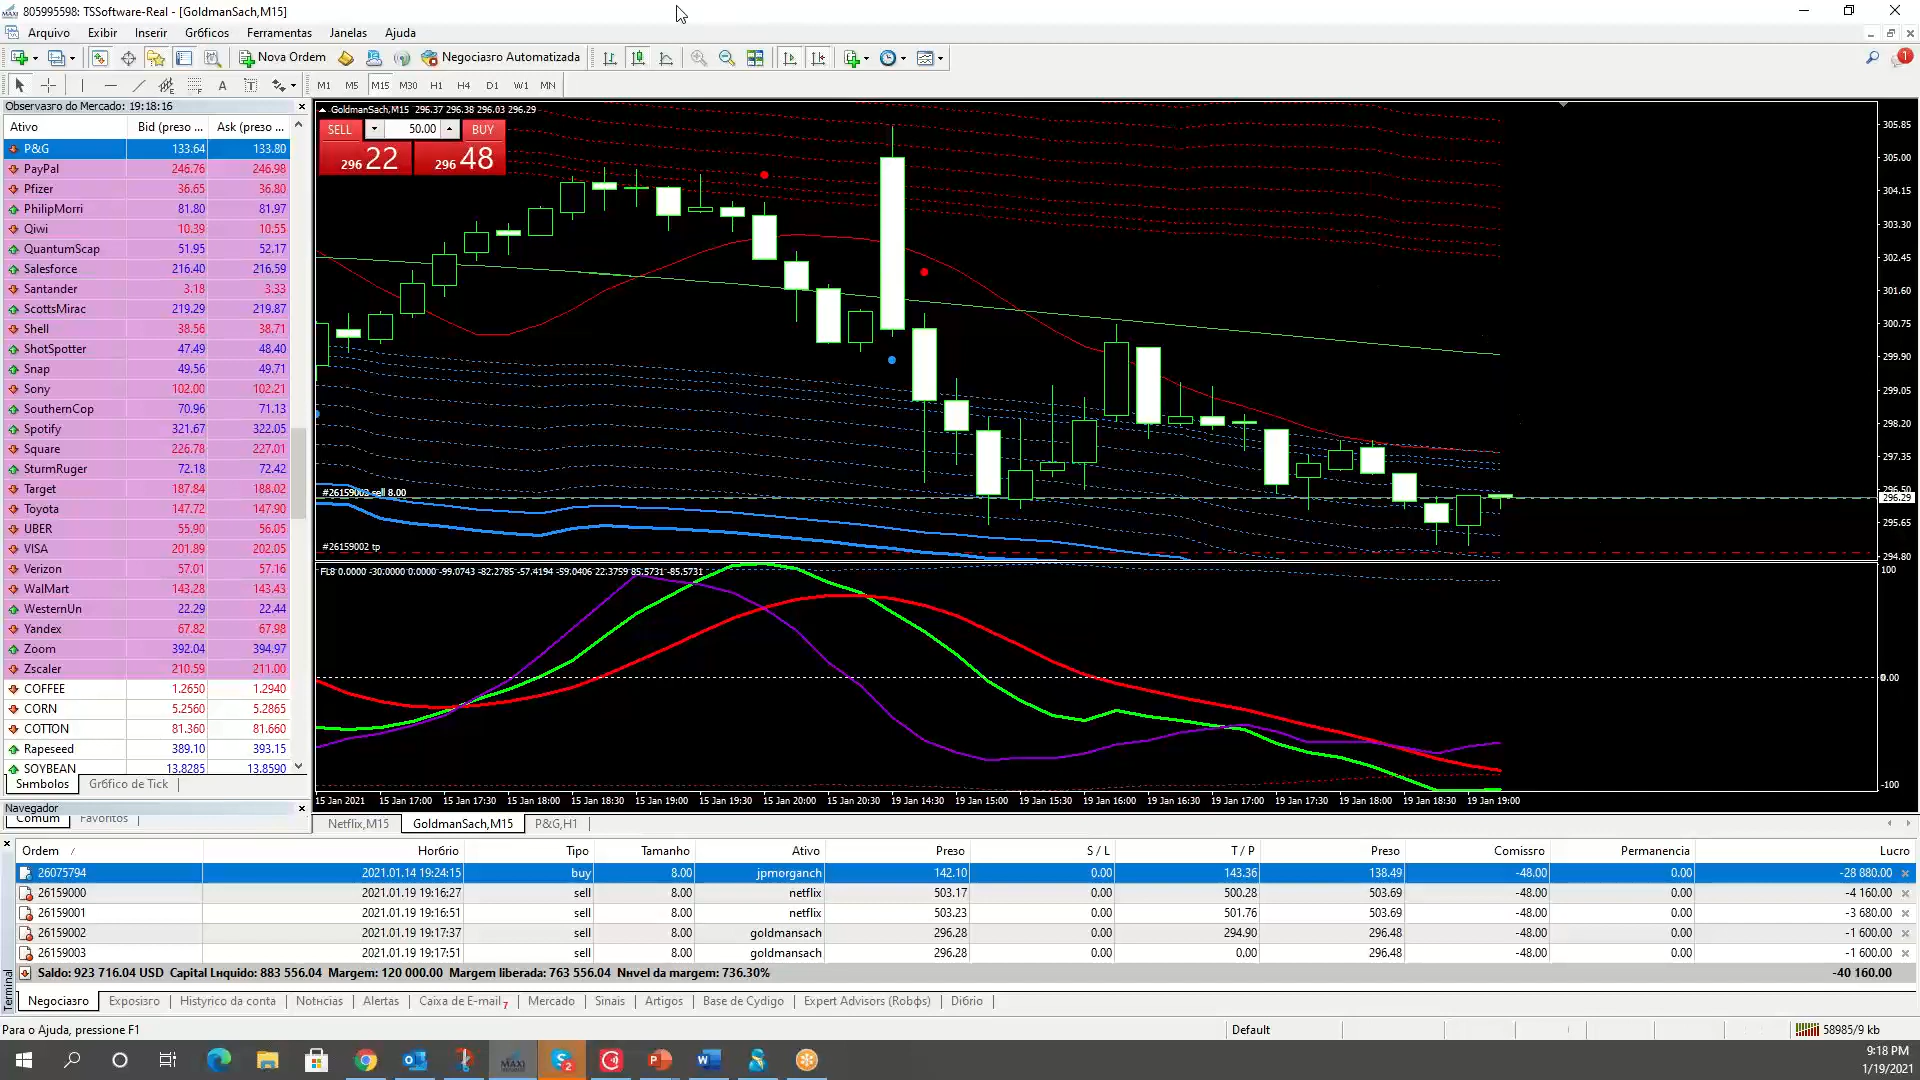 805995598: TSSoftware-Real - [GoldmanSach,M15]
Arquivo Exibir Inserir Gráficos Ferramentas Janelas Ajuda
Nova Ordem Negociasro Automatizada
M1 M5 M15 M30 H1 H4 D1 W1 MN
Observasro do Mercado: 19:18:16
Ativo Bid (preso ... Ask (preso ...
P&G 133.64 133.80
PayPal 246.76 246.98
Pfizer 36.65 36.80
PhilipMorri 81.80 81.97
Qiwi 10.39 10.55
QuantumScap 51.95 52.17
Salesforce 216.40 216.59
Santander 3.18 3.33
ScottsMirac 219.29 219.87
Shell 38.56 38.71
ShotSpotter 47.49 48.40
Snap 49.56 49.71
Sony 102.00 102.21
SouthernCop 70.96 71.13
Spotify 321.67 322.05
Square 226.78 227.01
SturmRuger 72.18 72.42
Target 187.84 188.02
Toyota 147.72 147.90
UBER 55.90 56.05
VISA 201.89 202.05
Verizon 57.01 57.16
WalMart 143.28 143.43
WesternUn 22.29 22.44
Yandex 67.82 67.98
Zoom 392.04 394.97
Zscaler 210.59 211.00
COFFEE 1.2650 1.2940
CORN 5.2560 5.2865
COTTON 81.360 81.660
Rapeseed 389.10 393.15
SOYBEAN 13.8285 13.8590
Sнmbolos Grбfico de Tick
Navegador
Comum Favoritos
GoldmanSach,M15 296.37 296.38 296.03 296.29
SELL 50.00 BUY
296 22 296 48
305.85
305.00
304.15
303.30
302.45
301.60
300.75
299.90
299.05
298.20
297.35
296.50
296.29
295.65
294.80
#26159002 sell 8.00
#26159002 tp
FL8 0.0000 -30.0000 0.0000 -99.0743 -82.2785 -57.4194 -59.0406 22.3759 85.5731 -85.5731
100
0.00
-100
15 Jan 2021 15 Jan 17:00 15 Jan 17:30 15 Jan 18:00 15 Jan 18:30 15 Jan 19:00 15 Jan 19:30 15 Jan 20:00 15 Jan 20:30 19 Jan 14:30 19 Jan 15:00 19 Jan 15:30 19 Jan 16:00 19 Jan 16:30 19 Jan 17:00 19 Jan 17:30 19 Jan 18:00 19 Jan 18:30 19 Jan 19:00
Netflix,M15 GoldmanSach,M15 P&G,H1
Ordem / Horбrio Tipo Tamanho Ativo Preso S / L T / P Preso Comissro Permanencia Lucro
26075794 2021.01.14 19:24:15 buy 8.00 jpmorganch 142.10 0.00 143.36 138.49 -48.00 0.00 -28 880.00
26159000 2021.01.19 19:16:27 sell 8.00 netflix 503.17 0.00 500.28 503.69 -48.00 0.00 -4 160.00
26159001 2021.01.19 19:16:51 sell 8.00 netflix 503.23 0.00 501.76 503.69 -48.00 0.00 -3 680.00
26159002 2021.01.19 19:17:37 sell 8.00 goldmansach 296.28 0.00 294.90 296.48 -48.00 0.00 -1 600.00
26159003 2021.01.19 19:17:51 sell 8.00 goldmansach 296.28 0.00 0.00 296.48 -48.00 0.00 -1 600.00
Saldo: 923 716.04 USD Capital Lнquido: 883 556.04 Margem: 120 000.00 Margem liberada: 763 556.04 Nнvel da margem: 736.30% -40 160.00
Terminal
Negociasro Exposisro Histyrico da conta Notнcias Alertas Caixa de E-mail 7 Mercado Sinais Artigos Base de Cydigo Expert Advisors (Robфs) Diбrio
Para o Ajuda, pressione F1 Default 58985/9 kb
9:18 PM
1/19/2021